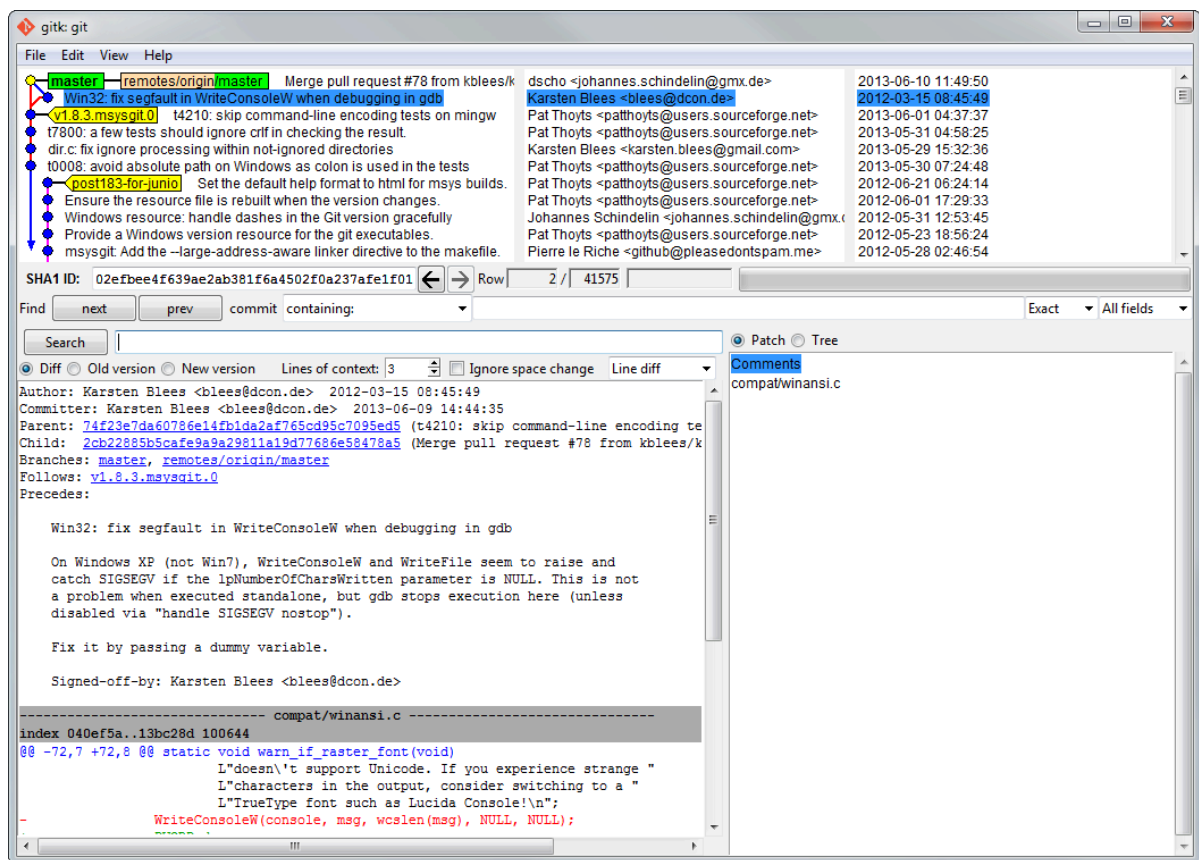 gitk: git
File Edit View Help
master remotes/origin/master Merge pull request #78 from kblees/k dscho <johannes.schindelin@gmx.de> 2013-06-10 11:49:50
Win32: fix segfault in WriteConsoleW when debugging in gdb Karsten Blees <blees@dcon.de> 2012-03-15 08:45:49
v1.8.3.msysgit.0 t4210: skip command-line encoding tests on mingw Pat Thoyts <patthoyts@users.sourceforge.net> 2013-06-01 04:37:37
t7800: a few tests should ignore crlf in checking the result. Pat Thoyts <patthoyts@users.sourceforge.net> 2013-05-31 04:58:25
dir.c: fix ignore processing within not-ignored directories Karsten Blees <karsten.blees@gmail.com> 2013-05-29 15:32:36
t0008: avoid absolute path on Windows as colon is used in the tests Pat Thoyts <patthoyts@users.sourceforge.net> 2013-05-30 07:24:48
post183-for-junio Set the default help format to html for msys builds. Pat Thoyts <patthoyts@users.sourceforge.net> 2012-06-21 06:24:14
Ensure the resource file is rebuilt when the version changes. Pat Thoyts <patthoyts@users.sourceforge.net> 2012-06-01 17:29:33
Windows resource: handle dashes in the Git version gracefully Johannes Schindelin <johannes.schindelin@gmx.c 2012-05-31 12:53:45
Provide a Windows version resource for the git executables. Pat Thoyts <patthoyts@users.sourceforge.net> 2012-05-23 18:56:24
msysgit: Add the --large-address-aware linker directive to the makefile. Pierre le Riche <github@pleasedontspam.me> 2012-05-28 02:46:54
SHA1 ID: 02efbee4f639ae2ab381f6a4502f0a237afe1f01 Row 2 / 41575
Find next prev commit containing: Exact All fields
Search
Patch Tree
Diff Old version New version Lines of context: 3 Ignore space change Line diff
Comments
compat/winansi.c
Author: Karsten Blees <blees@dcon.de> 2012-03-15 08:45:49
Committer: Karsten Blees <blees@dcon.de> 2013-06-09 14:44:35
Parent: 74f23e7da60786e14fb1da2af765cd95c7095ed5 (t4210: skip command-line encoding te
Child: 2cb22885b5cafe9a9a29811a19d77686e58478a5 (Merge pull request #78 from kblees/k
Branches: master, remotes/origin/master
Follows: v1.8.3.msysgit.0
Precedes:
Win32: fix segfault in WriteConsoleW when debugging in gdb
On Windows XP (not Win7), WriteConsoleW and WriteFile seem to raise and
catch SIGSEGV if the lpNumberOfCharsWritten parameter is NULL. This is not
a problem when executed standalone, but gdb stops execution here (unless
disabled via "handle SIGSEGV nostop").
Fix it by passing a dummy variable.
Signed-off-by: Karsten Blees <blees@dcon.de>
------------------------------- compat/winansi.c -------------------------------
index 040ef5a..13bc28d 100644
@@ -72,7 +72,8 @@ static void warn_if_raster_font(void)
L"doesn\'t support Unicode. If you experience strange "
L"characters in the output, consider switching to a "
L"TrueType font such as Lucida Console!\n";
- WriteConsoleW(console, msg, wcslen(msg), NULL, NULL);